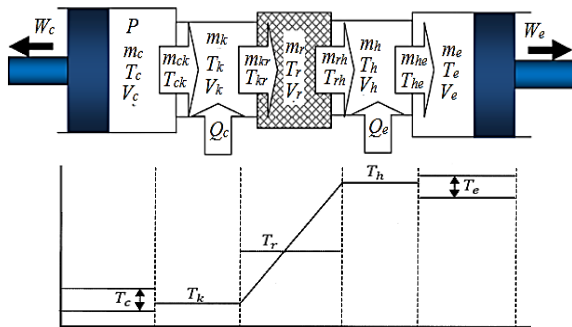 W_c
W_e
P
m_c
T_c
V_c
m_ck
T_ck
m_k
T_k
V_k
m_kr
T_kr
m_r
T_r
V_r
m_rh
T_rh
m_h
T_h
V_h
m_he
T_he
m_e
T_e
V_e
Q_c
Q_e
T_c
T_k
T_r
T_h
T_e